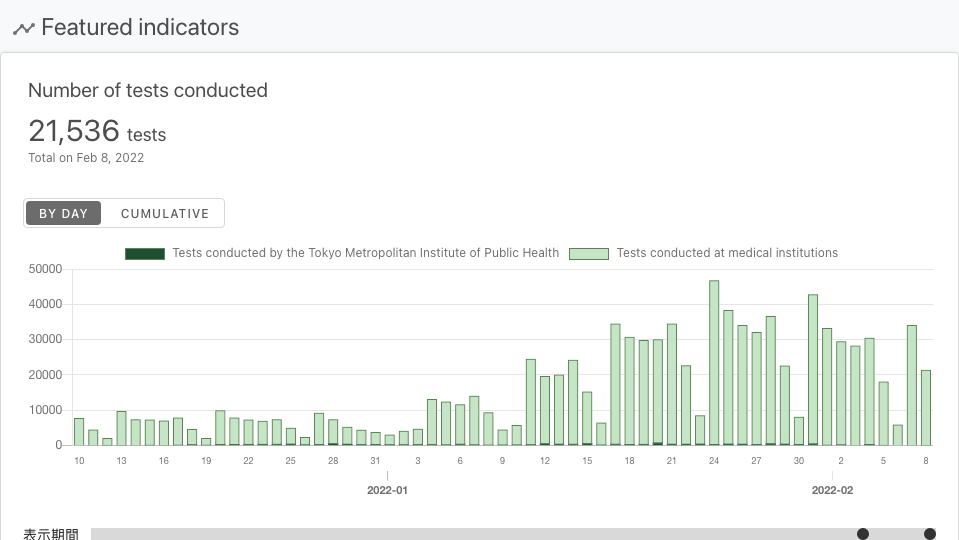 Featured indicators
Number of tests conducted
21,536 tests
Total on Feb 8, 2022
BY DAY CUMULATIVE
Tests conducted by the Tokyo Metropolitan Institute of Public Health Tests conducted at medical institutions
50000
40000
30000
20000
10000
0
10 13 16 19 22 25 28 31 3 6 9 12 15 18 21 24 27 30 2 5 8
2022-01 2022-02
表示期間